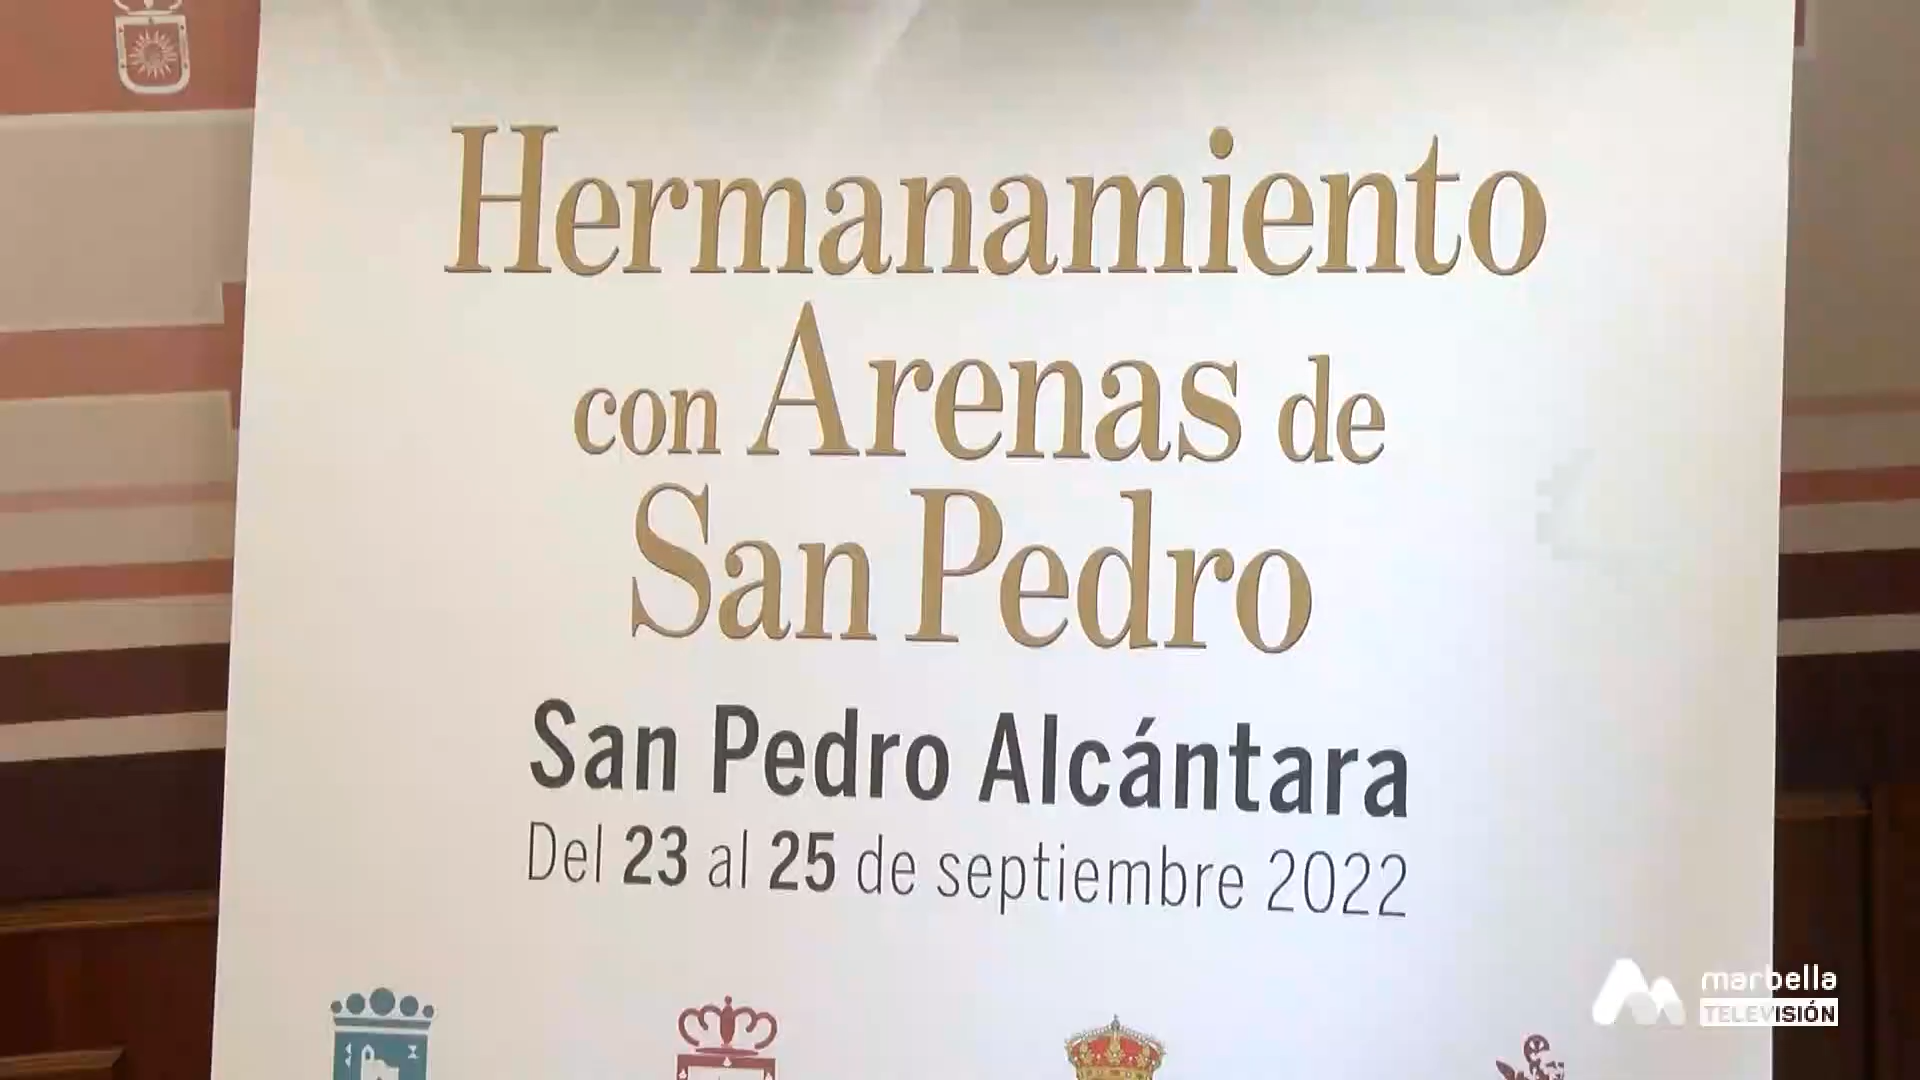 Hermanamiento
con Arenas de
San Pedro
San Pedro Alcántara
Del 23 al 25 de septiembre 2022
marbella
TELEVISIÓN